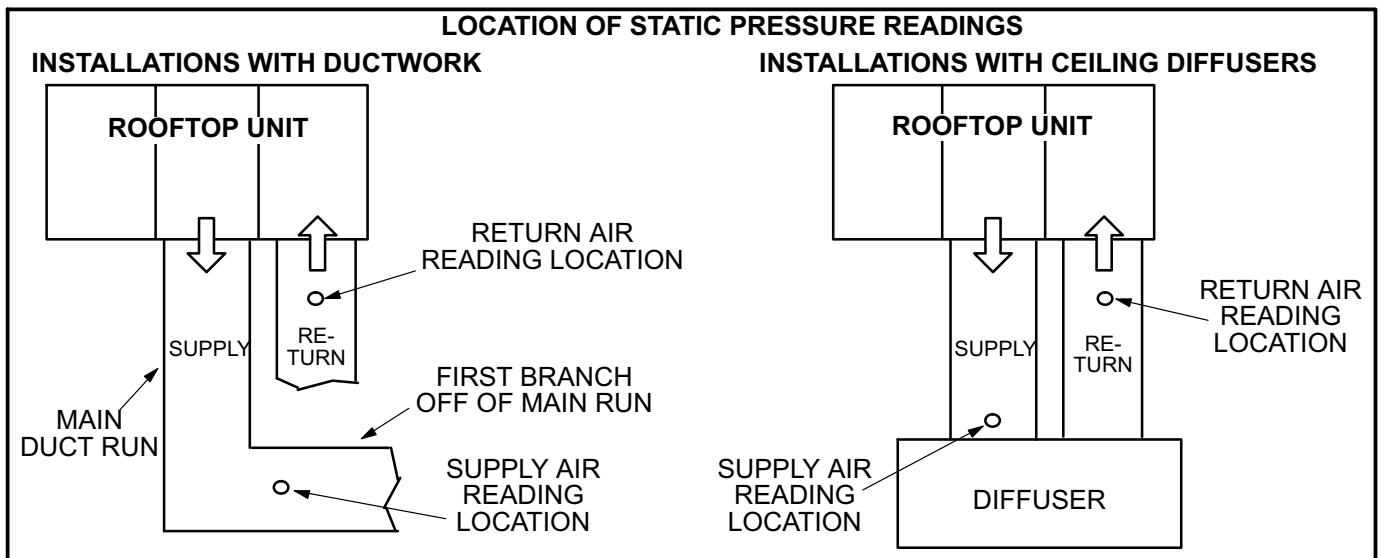 LOCATION OF STATIC PRESSURE READINGS
INSTALLATIONS WITH DUCTWORK
ROOFTOP UNIT
RETURN AIR
READING LOCATION
SUPPLY
RE-
TURN
FIRST BRANCH
OFF OF MAIN RUN
MAIN
DUCT RUN
SUPPLY AIR
READING
LOCATION
INSTALLATIONS WITH CEILING DIFFUSERS
ROOFTOP UNIT
RETURN AIR
READING
LOCATION
SUPPLY
RE-
TURN
SUPPLY AIR
READING
LOCATION
DIFFUSER